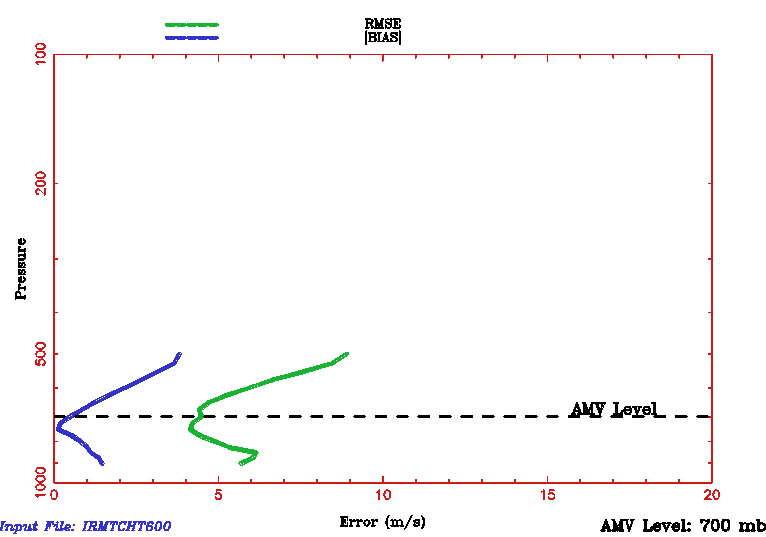 RMSE
|BIAS|
100
200
500
1000
Pressure
AMV Level
0 5 10 15 20
Error (m/s)
Input File: IRMTCHT600
AMV Level: 700 mb